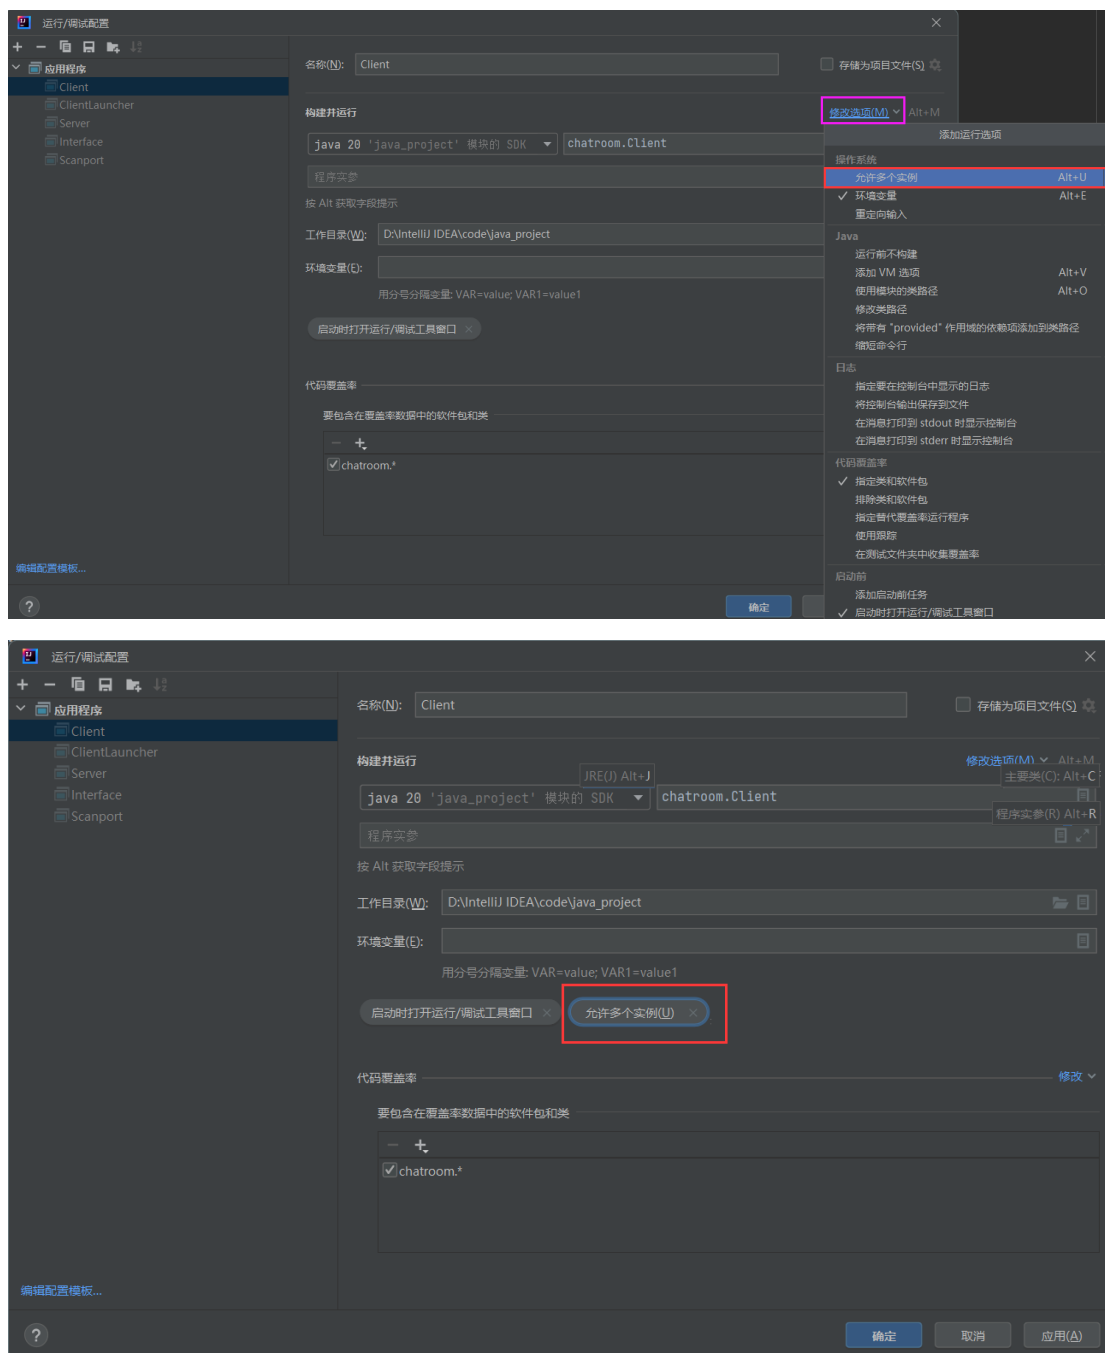 运行/调试配置
应用程序
Client
ClientLauncher
Server
Interface
Scanport
编辑配置模板...
名称(N): Client
存储为项目文件(S)
构建并运行
修改选项(M) Alt+M
java 20 'java_project' 模块的 SDK
chatroom.Client
程序实参
按 Alt 获取字段提示
工作目录(W): D:\IntelliJ IDEA\code\java_project
环境变量(E):
用分号分隔变量: VAR=value; VAR1=value1
启动时打开运行/调试工具窗口 ×
代码覆盖率
要包含在覆盖率数据中的软件包和类
chatroom.*
?
确定
添加运行选项
操作系统
允许多个实例 Alt+U
环境变量 Alt+E
重定向输入
Java
运行前不构建
添加 VM 选项 Alt+V
使用模块的类路径 Alt+O
修改类路径
将带有 "provided" 作用域的依赖项添加到类路径
缩短命令行
日志
指定要在控制台中显示的日志
将控制台输出保存到文件
在消息打印到 stdout 时显示控制台
在消息打印到 stderr 时显示控制台
代码覆盖率
指定类和软件包
排除类和软件包
指定替代覆盖率运行程序
使用跟踪
在测试文件夹中收集覆盖率
启动前
添加启动前任务
启动时打开运行/调试工具窗口
运行/调试配置
应用程序
Client
ClientLauncher
Server
Interface
Scanport
编辑配置模板...
名称(N): Client
存储为项目文件(S)
构建并运行
修改选项(M) Alt+M
JRE(J) Alt+J
主要类(C): Alt+C
java 20 'java_project' 模块的 SDK
chatroom.Client
程序实参(R) Alt+R
程序实参
按 Alt 获取字段提示
工作目录(W): D:\IntelliJ IDEA\code\java_project
环境变量(E):
用分号分隔变量: VAR=value; VAR1=value1
启动时打开运行/调试工具窗口 ×
允许多个实例(U) ×
代码覆盖率
修改
要包含在覆盖率数据中的软件包和类
chatroom.*
?
确定
取消
应用(A)